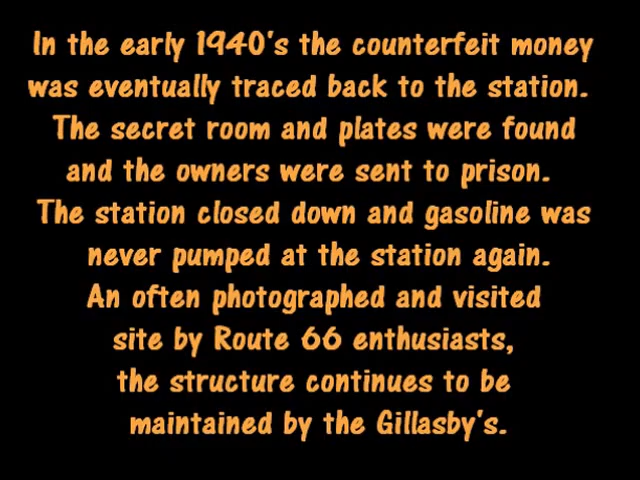 In the early 1940's the counterfeit money
was eventually traced back to the station.
The secret room and plates were found
and the owners were sent to prison.
The station closed down and gasoline was
never pumped at the station again.
An often photographed and visited
site by Route 66 enthusiasts,
the structure continues to be
maintained by the Gillasby's.